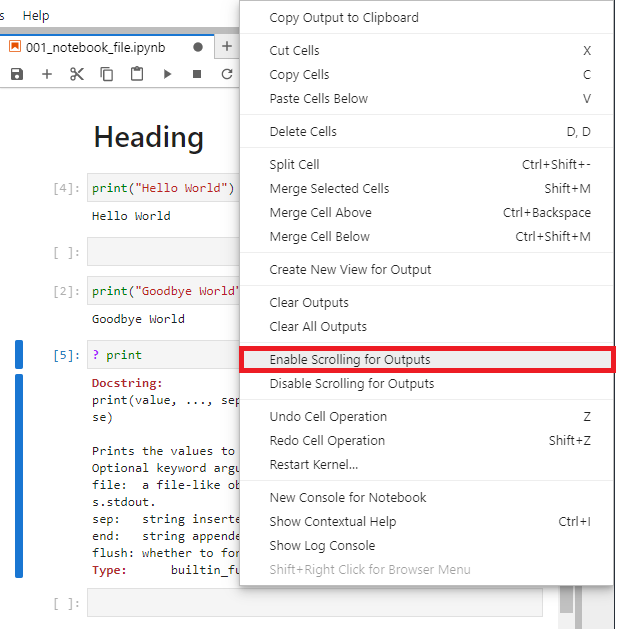 s Help
001_notebook_file.ipynb
Heading
[4]: print("Hello World")
Hello World
[ ]:
[2]: print("Goodbye World"
Goodbye World
[5]: ? print
Docstring:
print(value, ..., sep
se)
Prints the values to
Optional keyword argu
file: a file-like ob
s.stdout.
sep: string inserte
end: string appende
flush: whether to for
Type: builtin_fu
[ ]:
Copy Output to Clipboard
Cut Cells X
Copy Cells C
Paste Cells Below V
Delete Cells D, D
Split Cell Ctrl+Shift+-
Merge Selected Cells Shift+M
Merge Cell Above Ctrl+Backspace
Merge Cell Below Ctrl+Shift+M
Create New View for Output
Clear Outputs
Clear All Outputs
Enable Scrolling for Outputs
Disable Scrolling for Outputs
Undo Cell Operation Z
Redo Cell Operation Shift+Z
Restart Kernel...
New Console for Notebook
Show Contextual Help Ctrl+I
Show Log Console
Shift+Right Click for Browser Menu